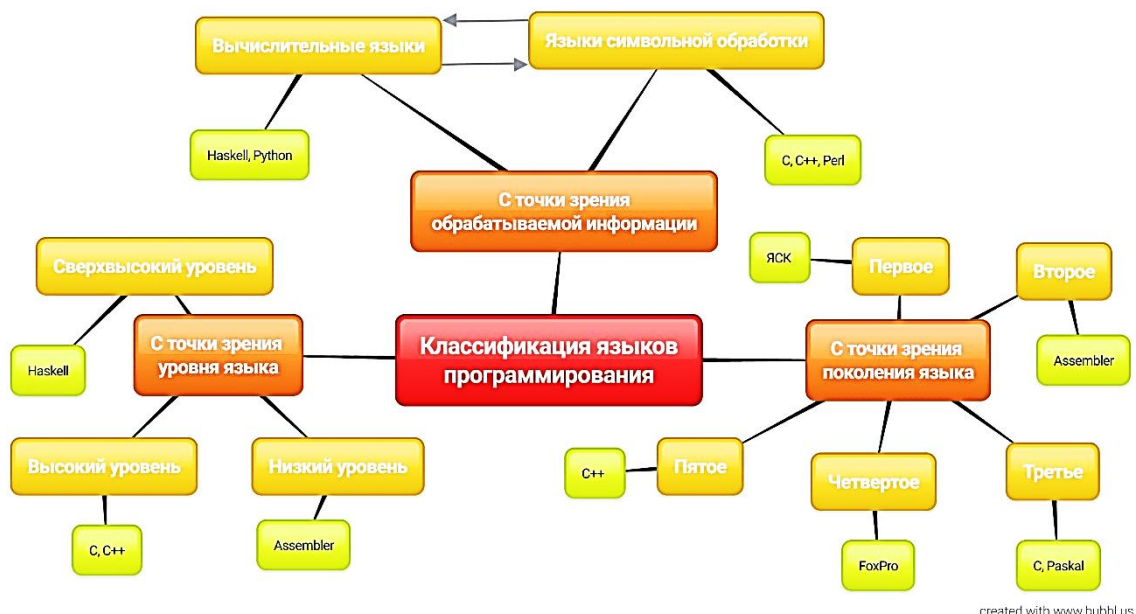 Вычислительные языки
Языки символьной обработки
Haskell, Python
C, C++, Perl
С точки зрения
обрабатываемой информации
Сверхвысокий уровень
ЯСК
Первое
Второе
Haskell
С точки зрения
уровня языка
Классификация языков
программирования
С точки зрения
поколения языка
Assembler
Высокий уровень
Низкий уровень
C++
Пятое
Четвертое
Третье
C, C++
Assembler
FoxPro
C, Paskal
created with www.bubbl.us